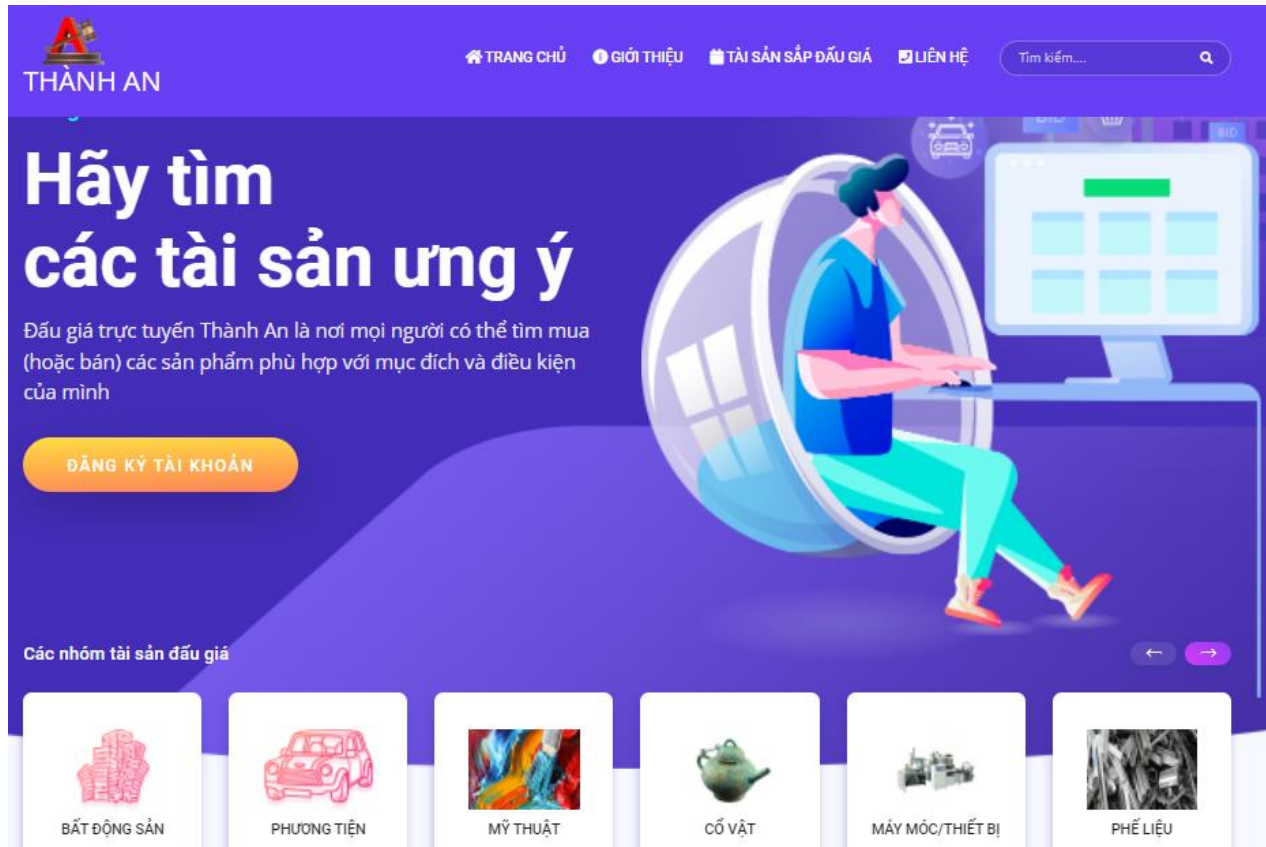 THÀNH AN
TRANG CHỦ
GIỚI THIỆU
TÀI SẢN SẮP ĐẤU GIÁ
LIÊN HỆ
Tìm kiếm....
BID
BID
Hãy tìm
các tài sản ưng ý
Đấu giá trực tuyến Thành An là nơi mọi người có thể tìm mua
(hoặc bán) các sản phẩm phù hợp với mục đích và điều kiện
của mình
ĐĂNG KÝ TÀI KHOẢN
Các nhóm tài sản đấu giá
BẤT ĐỘNG SẢN
PHƯƠNG TIỆN
MỸ THUẬT
CỔ VẬT
MÁY MÓC/THIẾT BỊ
PHẾ LIỆU